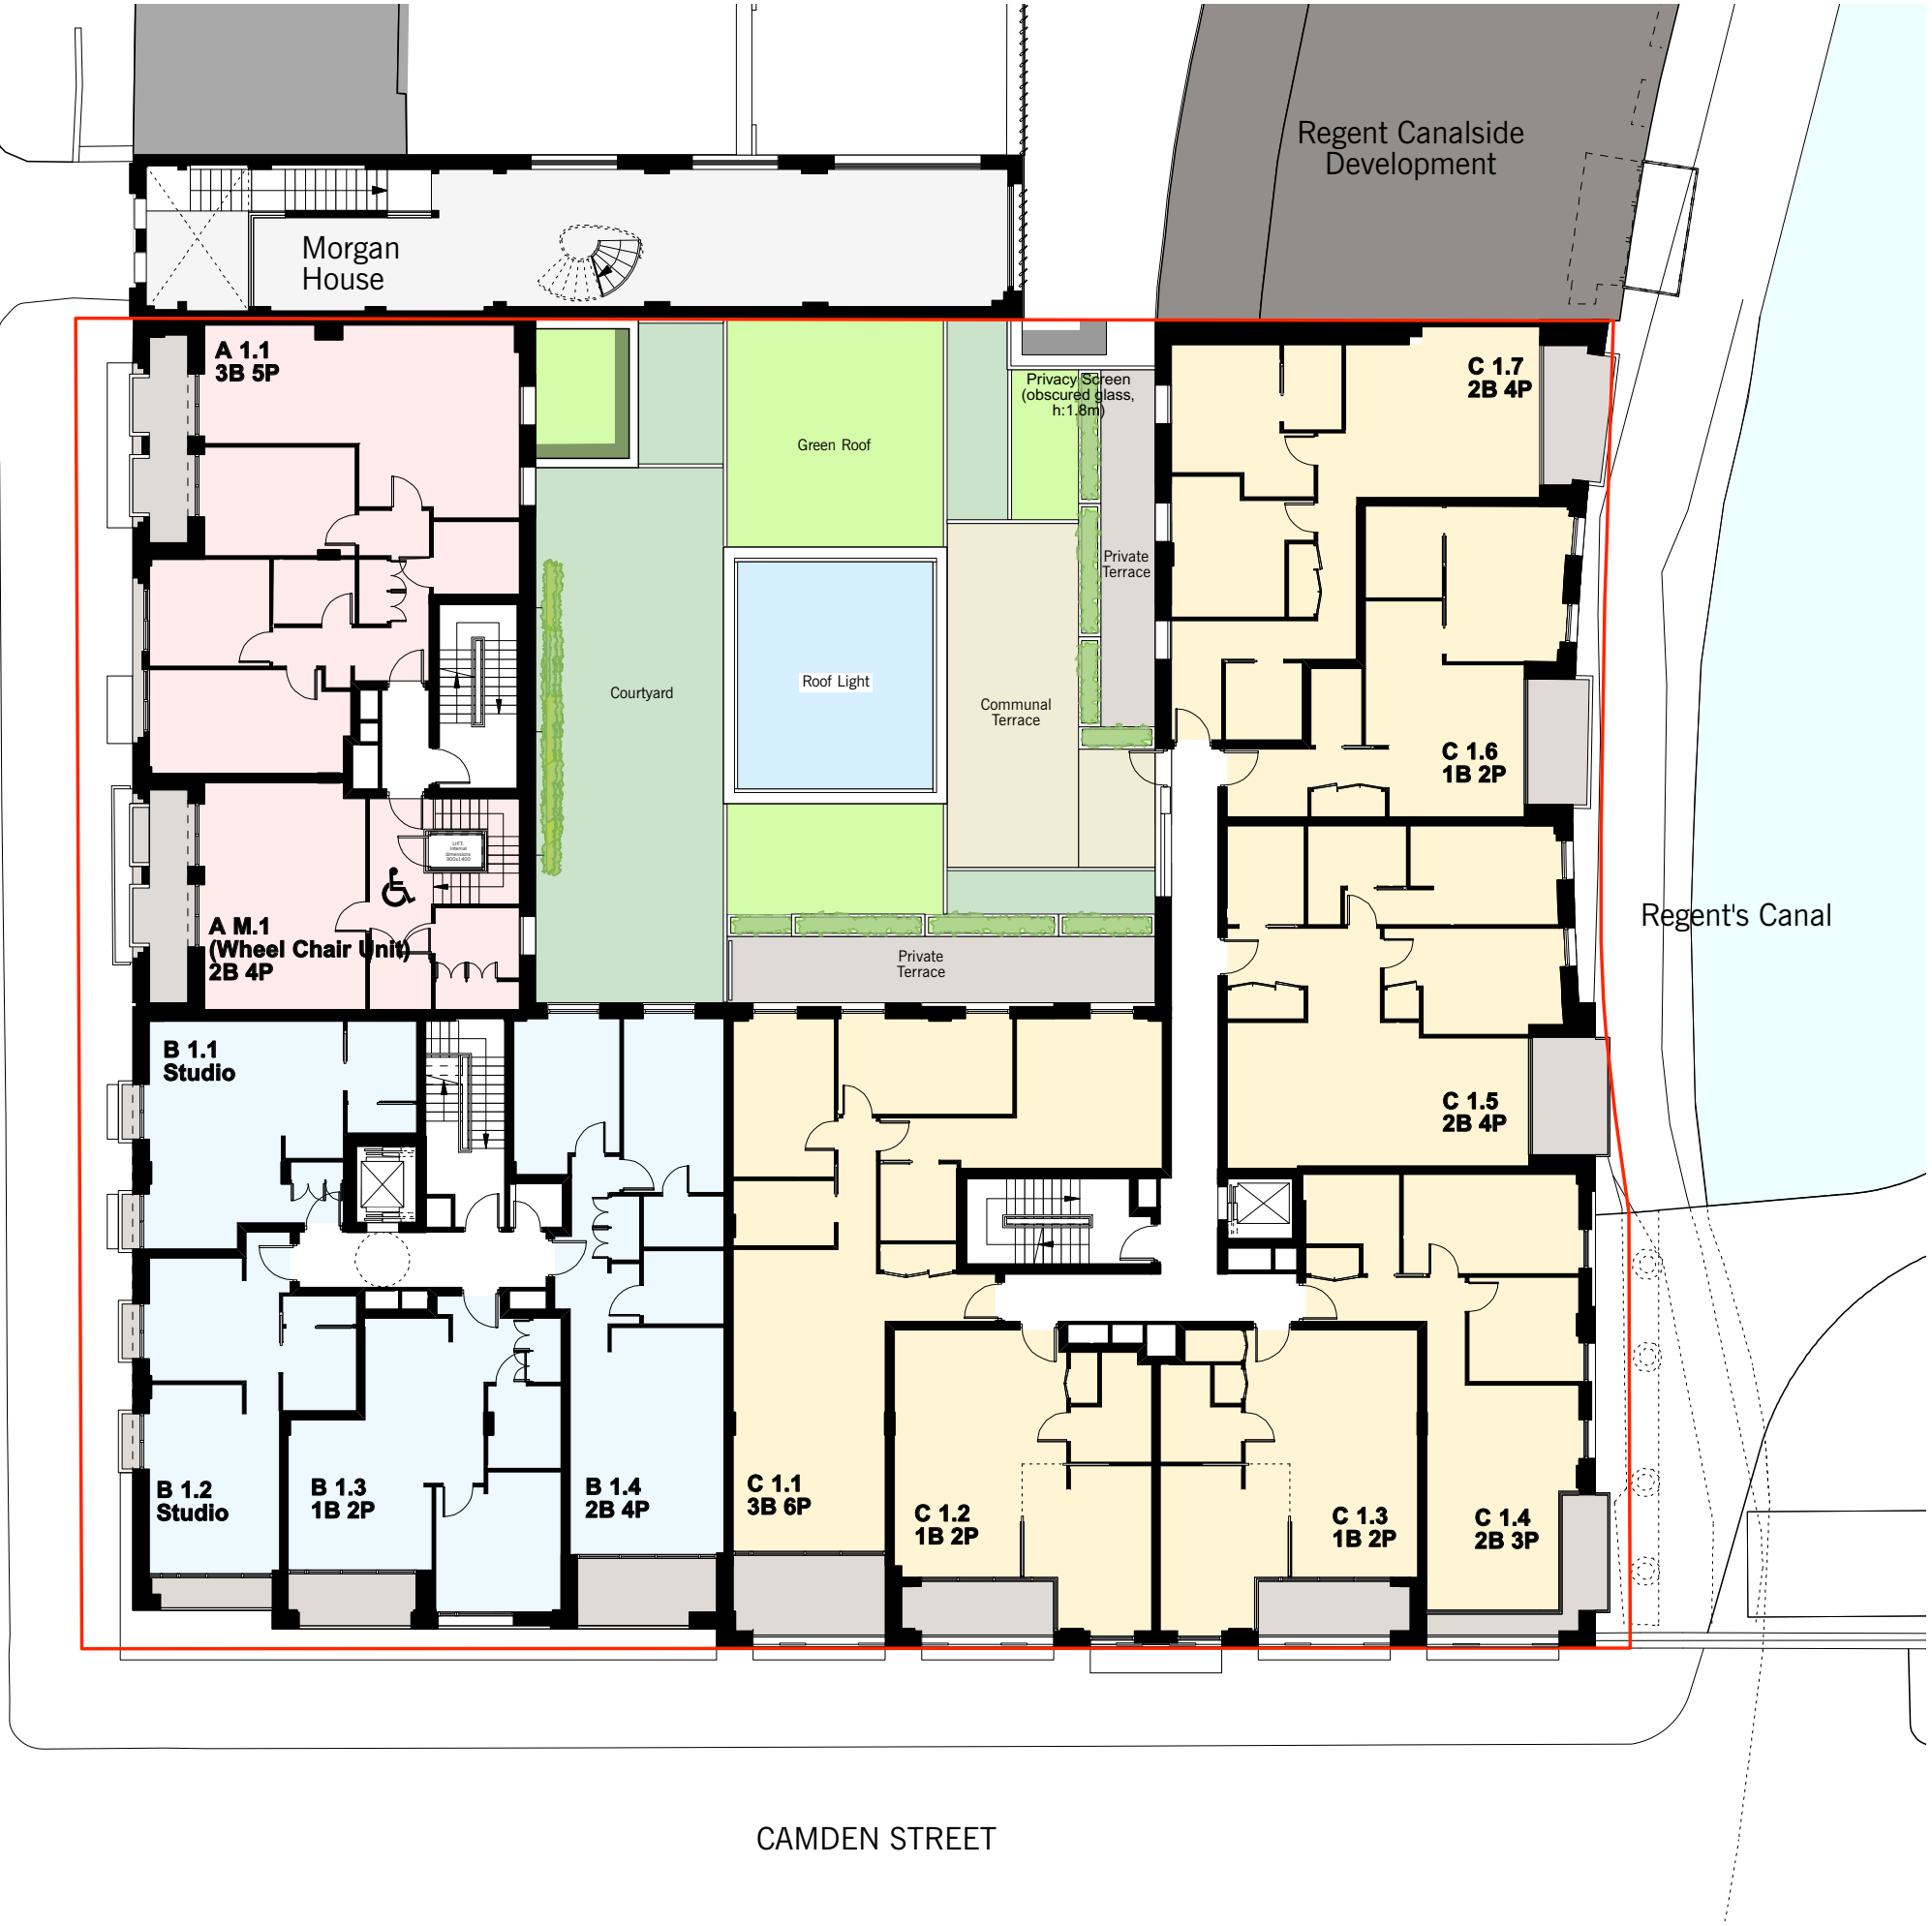 Regent Canalside
Development
Morgan
House
A 1.1
3B 5P
Privacy Screen
(obscured glass,
h:1.8m)
C 1.7
2B 4P
Green Roof
Private
Terrace
Courtyard
Roof Light
Communal
Terrace
C 1.6
1B 2P
LIFT:
Internal
dimensions
900x1400
A M.1
(Wheel Chair Unit)
2B 4P
Regent's Canal
Private
Terrace
B 1.1
Studio
C 1.5
2B 4P
B 1.2
Studio
B 1.3
1B 2P
B 1.4
2B 4P
C 1.1
3B 6P
C 1.2
1B 2P
C 1.3
1B 2P
C 1.4
2B 3P
CAMDEN STREET